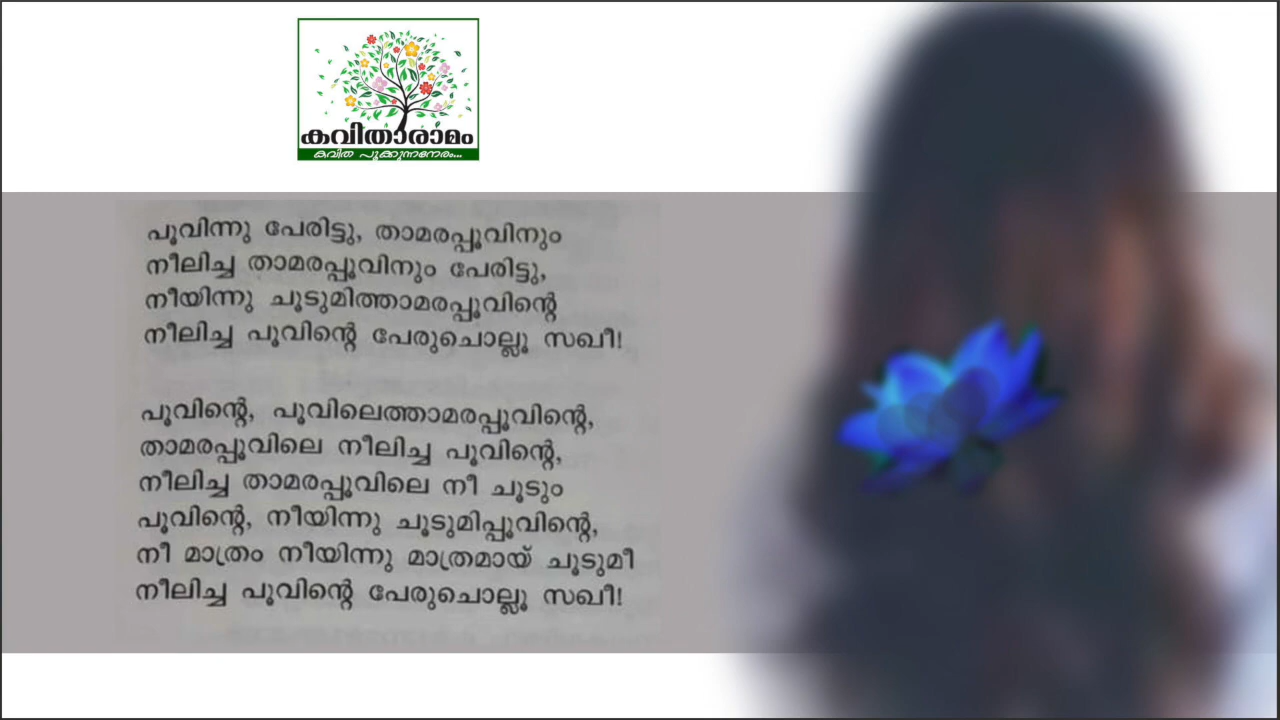 കവിതാരാമം
കവിത പൂക്കുന്നനേരം...
പൂവിന്നു പേരിട്ടു, താമരപ്പൂവിനും
നീലിച്ച താമരപ്പൂവിനും പേരിട്ടു,
നീയിന്നു ചൂടുമിത്താമരപ്പൂവിന്റെ
നീലിച്ച പൂവിന്റെ പേരുചൊല്ലൂ സഖീ!
പൂവിന്റെ, പൂവിലെത്താമരപ്പൂവിന്റെ,
താമരപ്പൂവിലെ നീലിച്ച പൂവിന്റെ,
നീലിച്ച താമരപ്പൂവിലെ നീ ചൂടും
പൂവിന്റെ, നീയിന്നു ചൂടുമിപ്പൂവിന്റെ,
നീ മാത്രം നീയിന്നു മാത്രമായ് ചൂടുമീ
നീലിച്ച പൂവിന്റെ പേരുചൊല്ലൂ സഖീ!